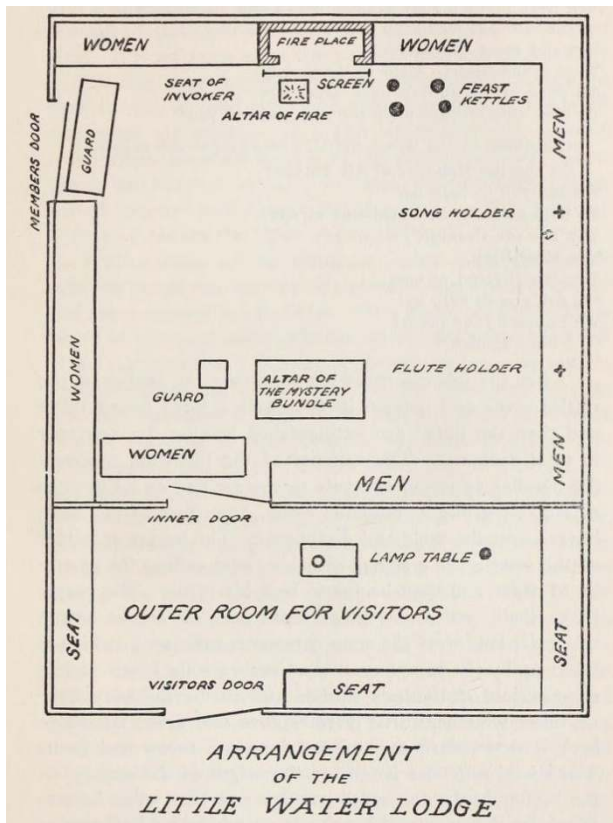 WOMEN
FIRE PLACE
WOMEN
SEAT OF
INVOKER
SCREEN
ALTAR OF FIRE
FEAST
KETTLES
MEMBERS DOOR
GUARD
MEN
SONG HOLDER
WOMEN
GUARD
ALTAR OF
THE MYSTERY
BUNDLE
FLUTE HOLDER
WOMEN
MEN
MEN
INNER DOOR
LAMP TABLE
OUTER ROOM FOR VISITORS
SEAT
SEAT
VISITORS DOOR
SEAT
ARRANGEMENT
OF THE
LITTLE WATER LODGE